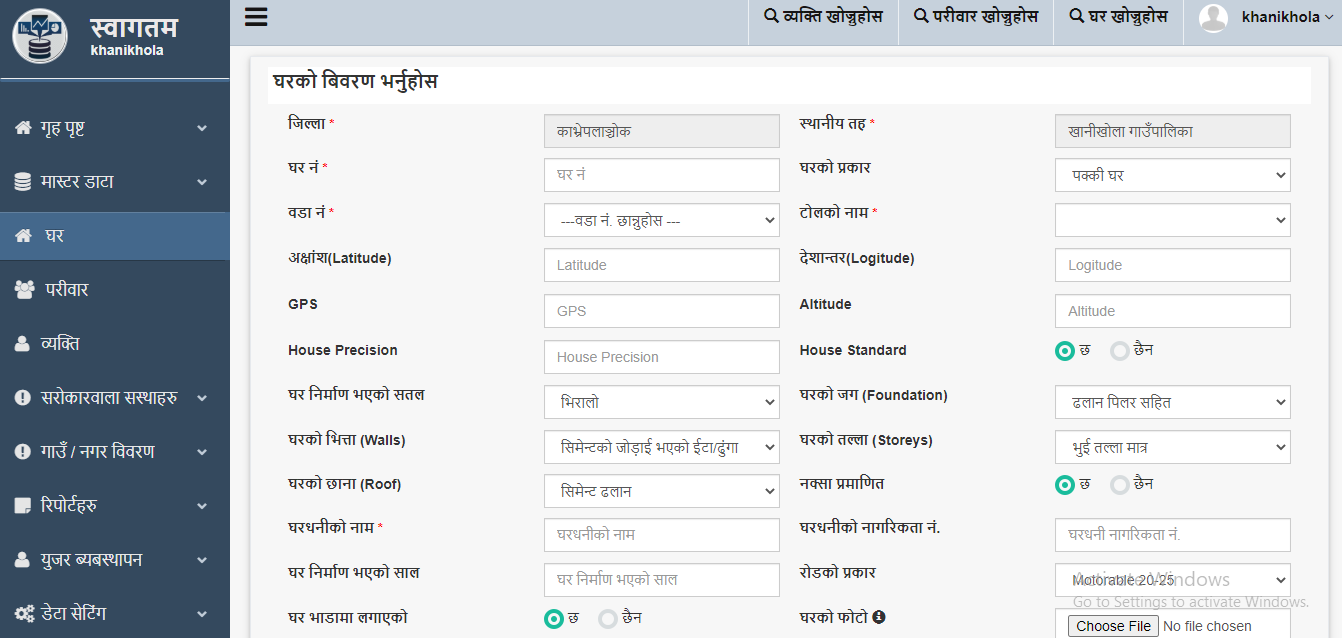 स्वागतम
khanikhola
व्यक्ति खोज्नुहोस
परीवार खोज्नुहोस
घर खोज्नुहोस
khanikhola
गृह पृष्ट
मास्टर डाटा
घर
परीवार
व्यक्ति
सरोकारवाला सस्थाहरु
गाउँ / नगर विवरण
रिपोर्टहरु
युजर ब्यबस्थापन
डेटा सेटिंग
घरको बिवरण भर्नुहोस
जिल्ला * काभ्रेपलाञ्चोक स्थानीय तह * खानीखोला गाउँपालिका
घर नं * घर नं घरको प्रकार पक्की घर
वडा नं * ---वडा नं. छान्नुहोस --- टोलको नाम *
अक्षांश(Latitude) Latitude देशान्तर(Logitude) Logitude
GPS GPS Altitude Altitude
House Precision House Precision House Standard छ छैन
घर निर्माण भएको सतल भिरालो घरको जग (Foundation) ढलान पिलर सहित
घरको भित्ता (Walls) सिमेन्टको जोड़ाई भएको ईटा/ढुंगा घरको तल्ला (Storeys) भुई तल्ला मात्र
घरको छाना (Roof) सिमेन्ट ढलान नक्सा प्रमाणित छ छैन
घरधनीको नाम * घरधनीको नाम घरधनीको नागरिकता नं. घरधनी नागरिकता नं.
घर निर्माण भएको साल घर निर्माण भएको साल रोडको प्रकार Motorable 20-25
Activate Windows
Go to Settings to activate Windows.
घर भाडामा लगाएको छ छैन घरको फोटो Choose File No file chosen